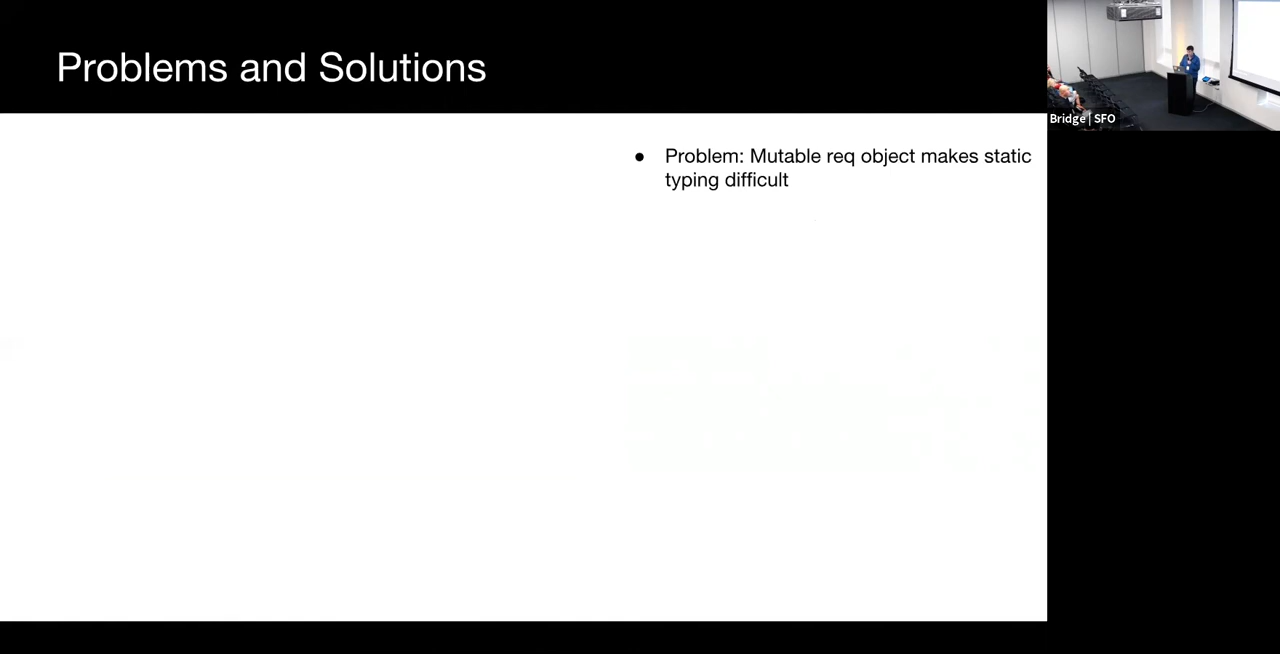 Problems and Solutions
Bridge | SFO
● Problem: Mutable req object makes static
typing difficult